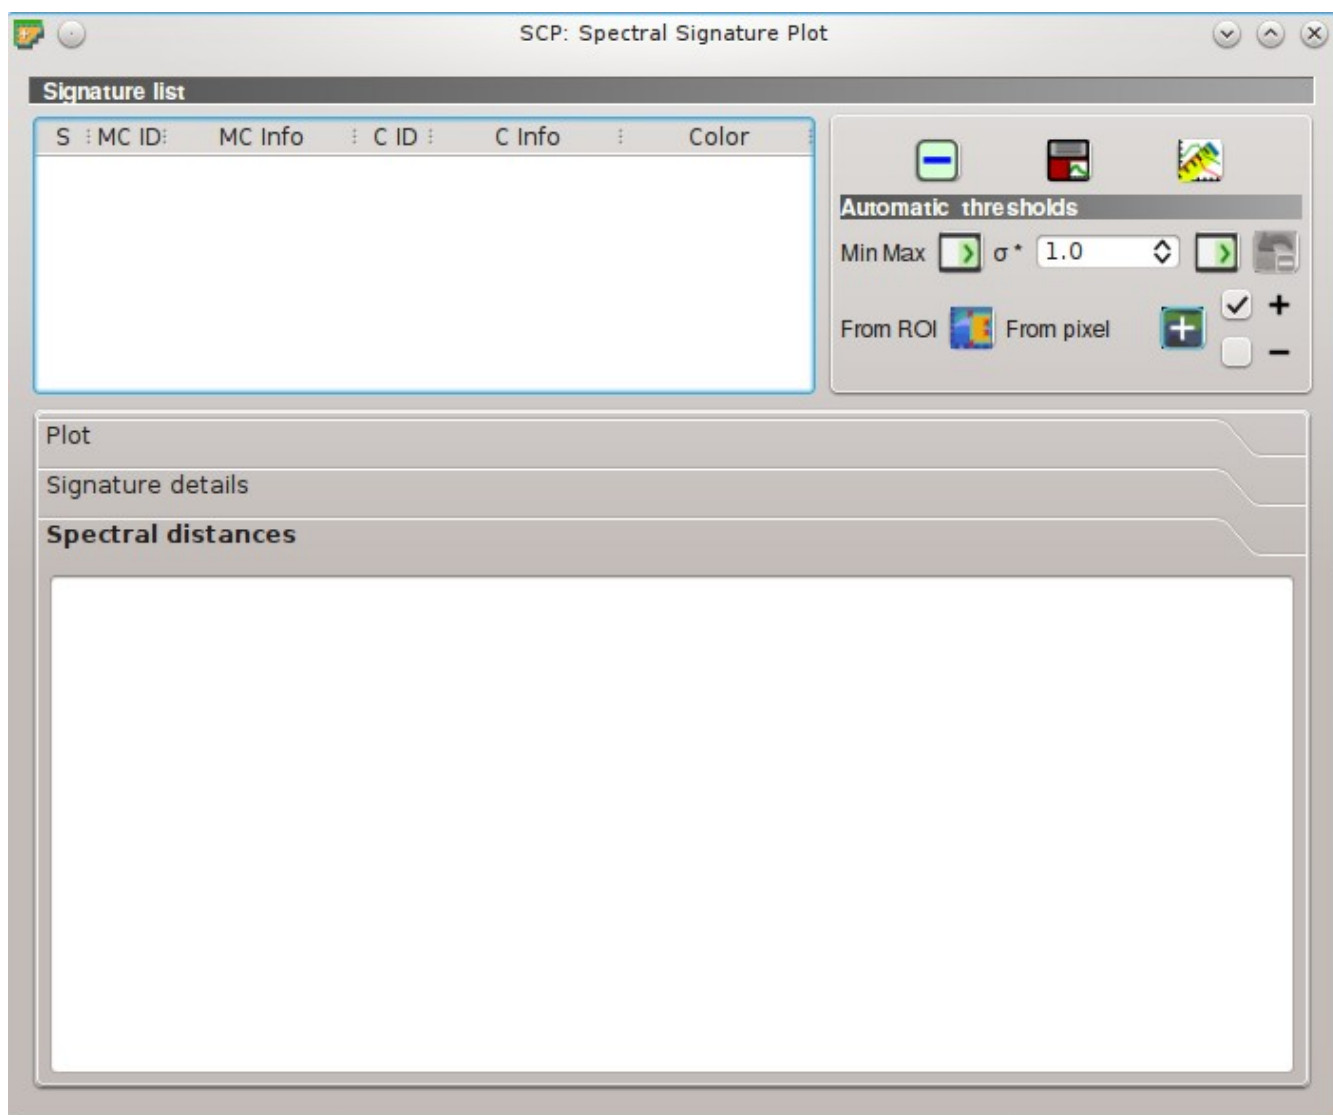 SCP: Spectral Signature Plot
Signature list
S MC ID MC Info C ID C Info Color
Automatic thresholds
Min Max σ * 1.0
From ROI From pixel + 
−
Plot
Signature details
Spectral distances